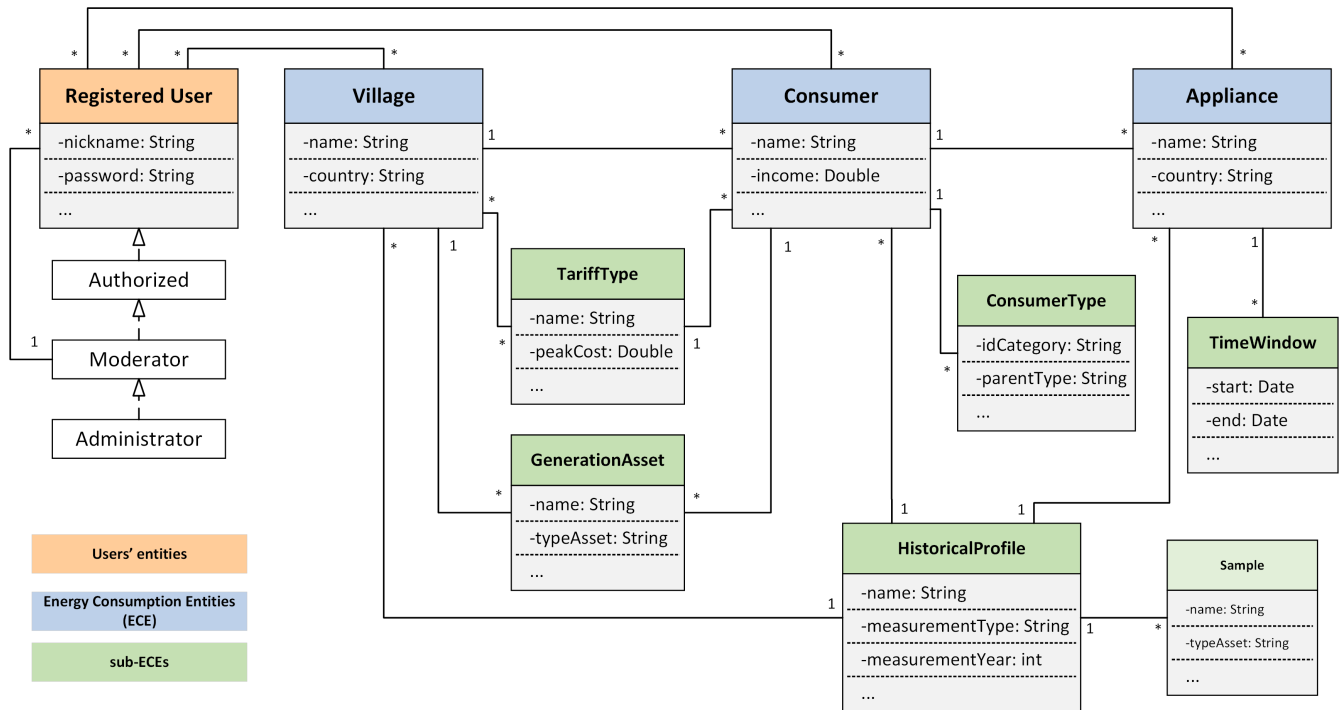 * * * * * *
Registered User
-nickname: String
-password: String
...
*
1
Authorized
Moderator
Administrator
Village
-name: String
-country: String
...
1
*
*
1
Consumer
-name: String
-income: Double
...
*
*
1
*
1
1
Appliance
-name: String
-country: String
...
*
*
1
TariffType
-name: String
-peakCost: Double
...
*
1
ConsumerType
-idCategory: String
-parentType: String
...
*
TimeWindow
-start: Date
-end: Date
...
*
GenerationAsset
-name: String
-typeAsset: String
...
*
*
HistoricalProfile
-name: String
-measurementType: String
-measurementYear: int
...
1
1
1
1
Sample
-name: String
-typeAsset: String
...
*
Users’ entities
Energy Consumption Entities
(ECE)
sub-ECEs